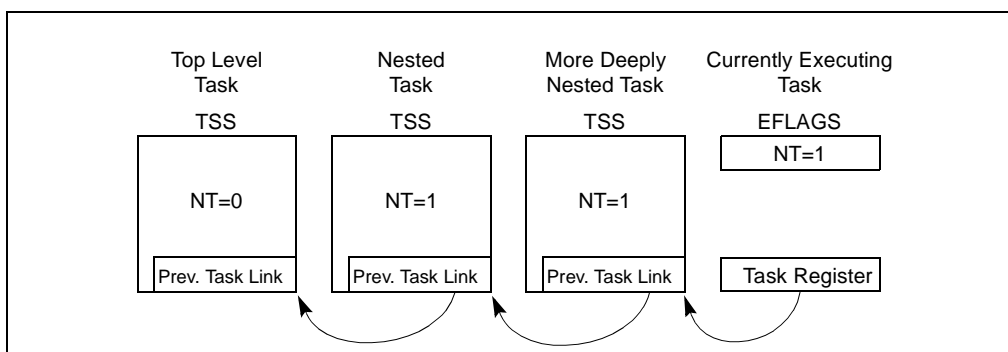 Top Level
Task
TSS
NT=0
Prev. Task Link
Nested
Task
TSS
NT=1
Prev. Task Link
More Deeply
Nested Task
TSS
NT=1
Prev. Task Link
Currently Executing
Task
EFLAGS
NT=1
Task Register